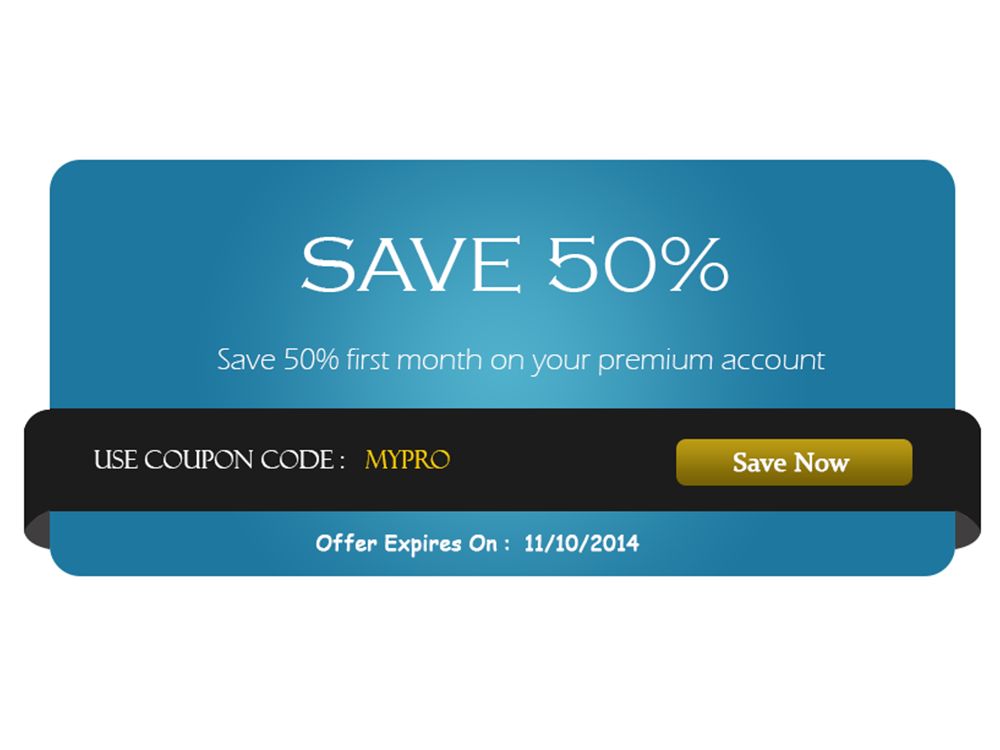 SAVE 50%
Save 50% first month on your premium account
USE COUPON CODE : MYPRO
Save Now
Offer Expires On : 11/10/2014